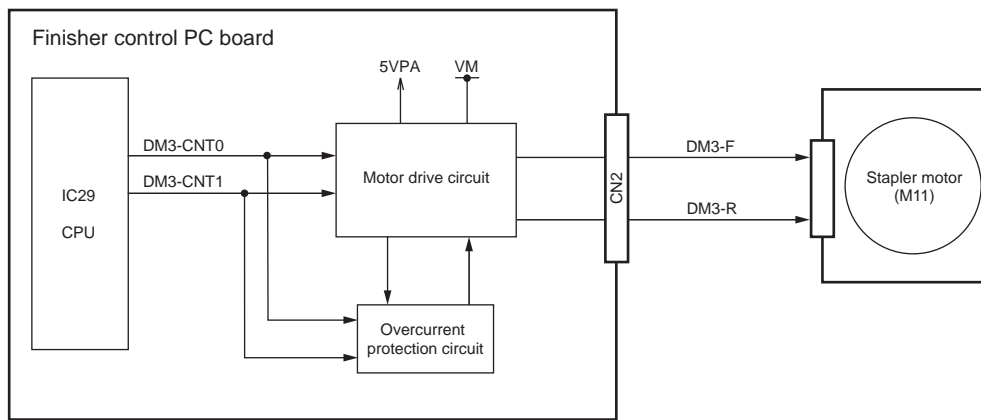 Finisher control PC board
5VPA
VM
DM3-CNT0
DM3-CNT1
IC29
CPU
Motor drive circuit
CN2
DM3-F
DM3-R
Stapler motor
(M11)
Overcurrent
protection circuit